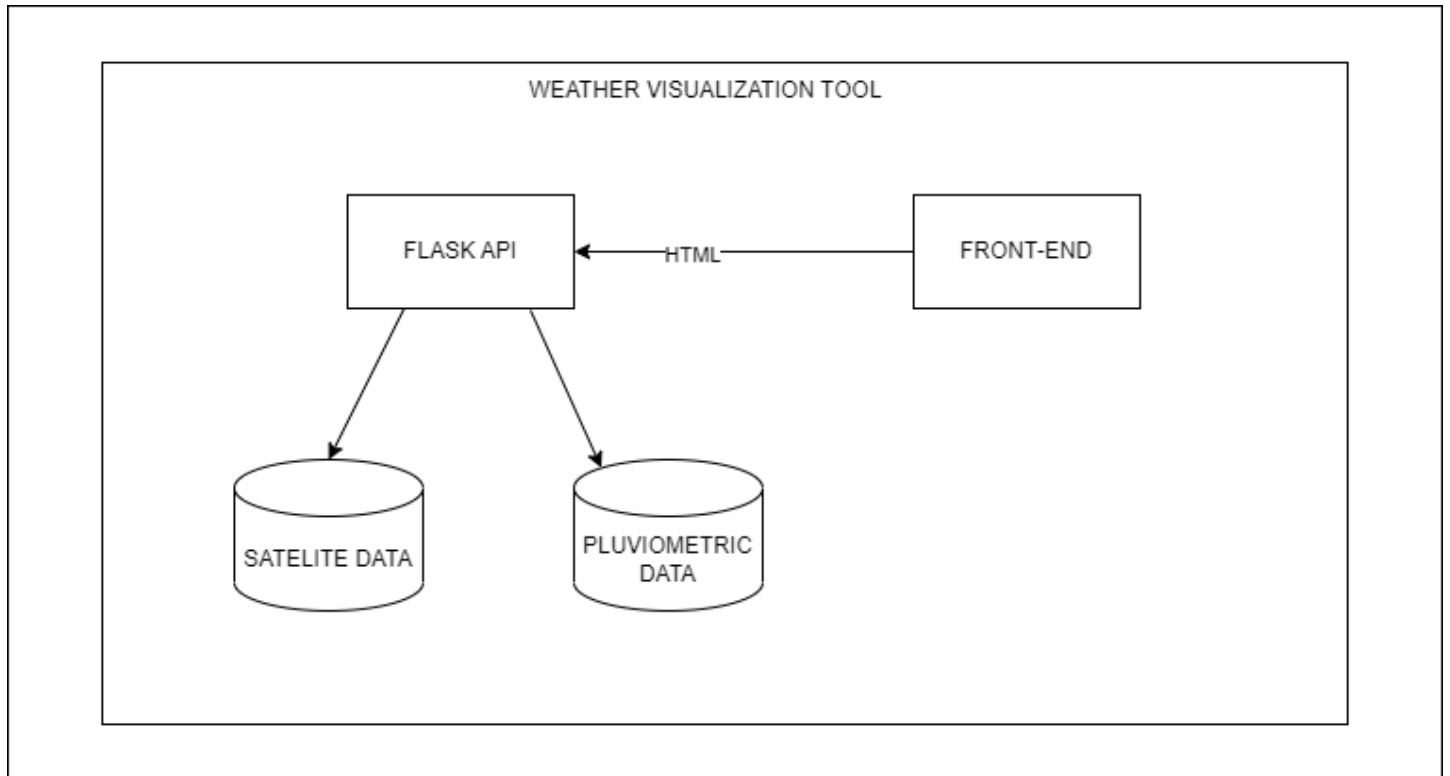 WEATHER VISUALIZATION TOOL
FLASK API
HTML
FRONT-END
SATELITE DATA
PLUVIOMETRIC
DATA